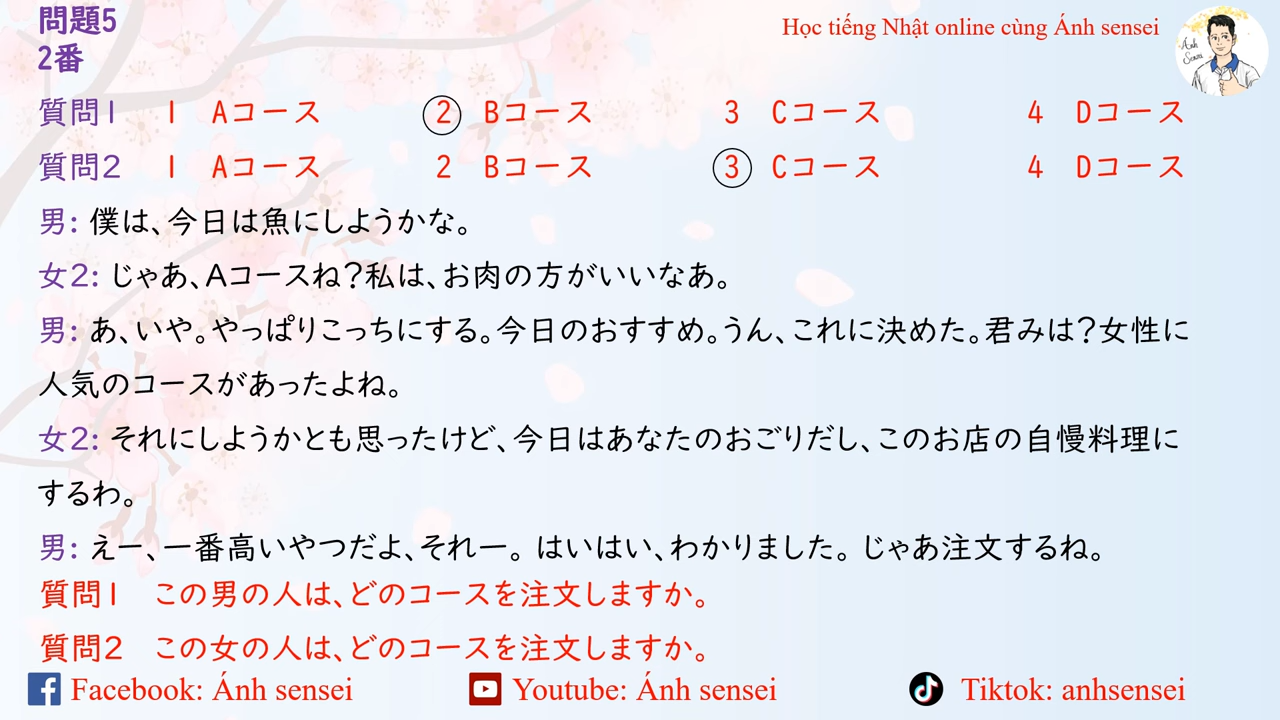 問題5
Học tiếng Nhật online cùng Ánh sensei
Ánh Sensei
2番
質問1 1 Aコース 2 Bコース 3 Cコース 4 Dコース
質問2 1 Aコース 2 Bコース 3 Cコース 4 Dコース
男: 僕は、今日は魚にしようかな。
女2: じゃあ、Aコースね?私は、お肉の方がいいなあ。
男: あ、いや。やっぱりこっちにする。今日のおすすめ。うん、これに決めた。君みは?女性に
人気のコースがあったよね。
女2: それにしようかとも思ったけど、今日はあなたのおごりだし、このお店の自慢料理に
するわ。
男: えー、一番高いやつだよ、それー。はいはい、わかりました。じゃあ注文するね。
質問1 この男の人は、どのコースを注文しますか。
質問2 この女の人は、どのコースを注文しますか。
Facebook: Ánh sensei Youtube: Ánh sensei Tiktok: anhsensei